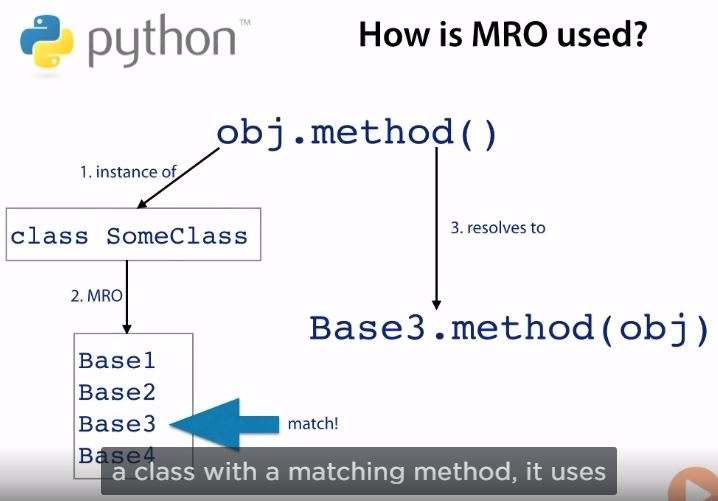 python™
How is MRO used?
obj.method()
1. instance of
class SomeClass
3. resolves to
2. MRO
Base3.method(obj)
Base1
Base2
Base3
match!
Base4
a class with a matching method, it uses